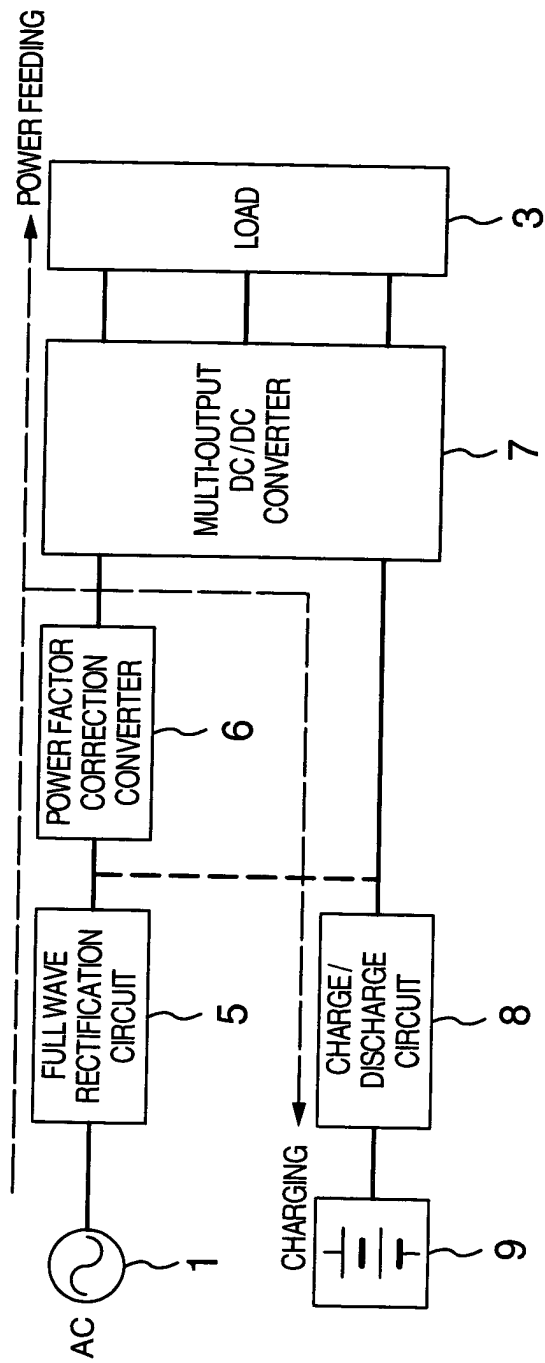 POWER FEEDING
AC
1
FULL WAVE
RECTIFICATION
CIRCUIT
5
POWER FACTOR
CORRECTION
CONVERTER
6
MULTI-OUTPUT
DC/DC
CONVERTER
7
LOAD
3
CHARGING
9
CHARGE/
DISCHARGE
CIRCUIT
8